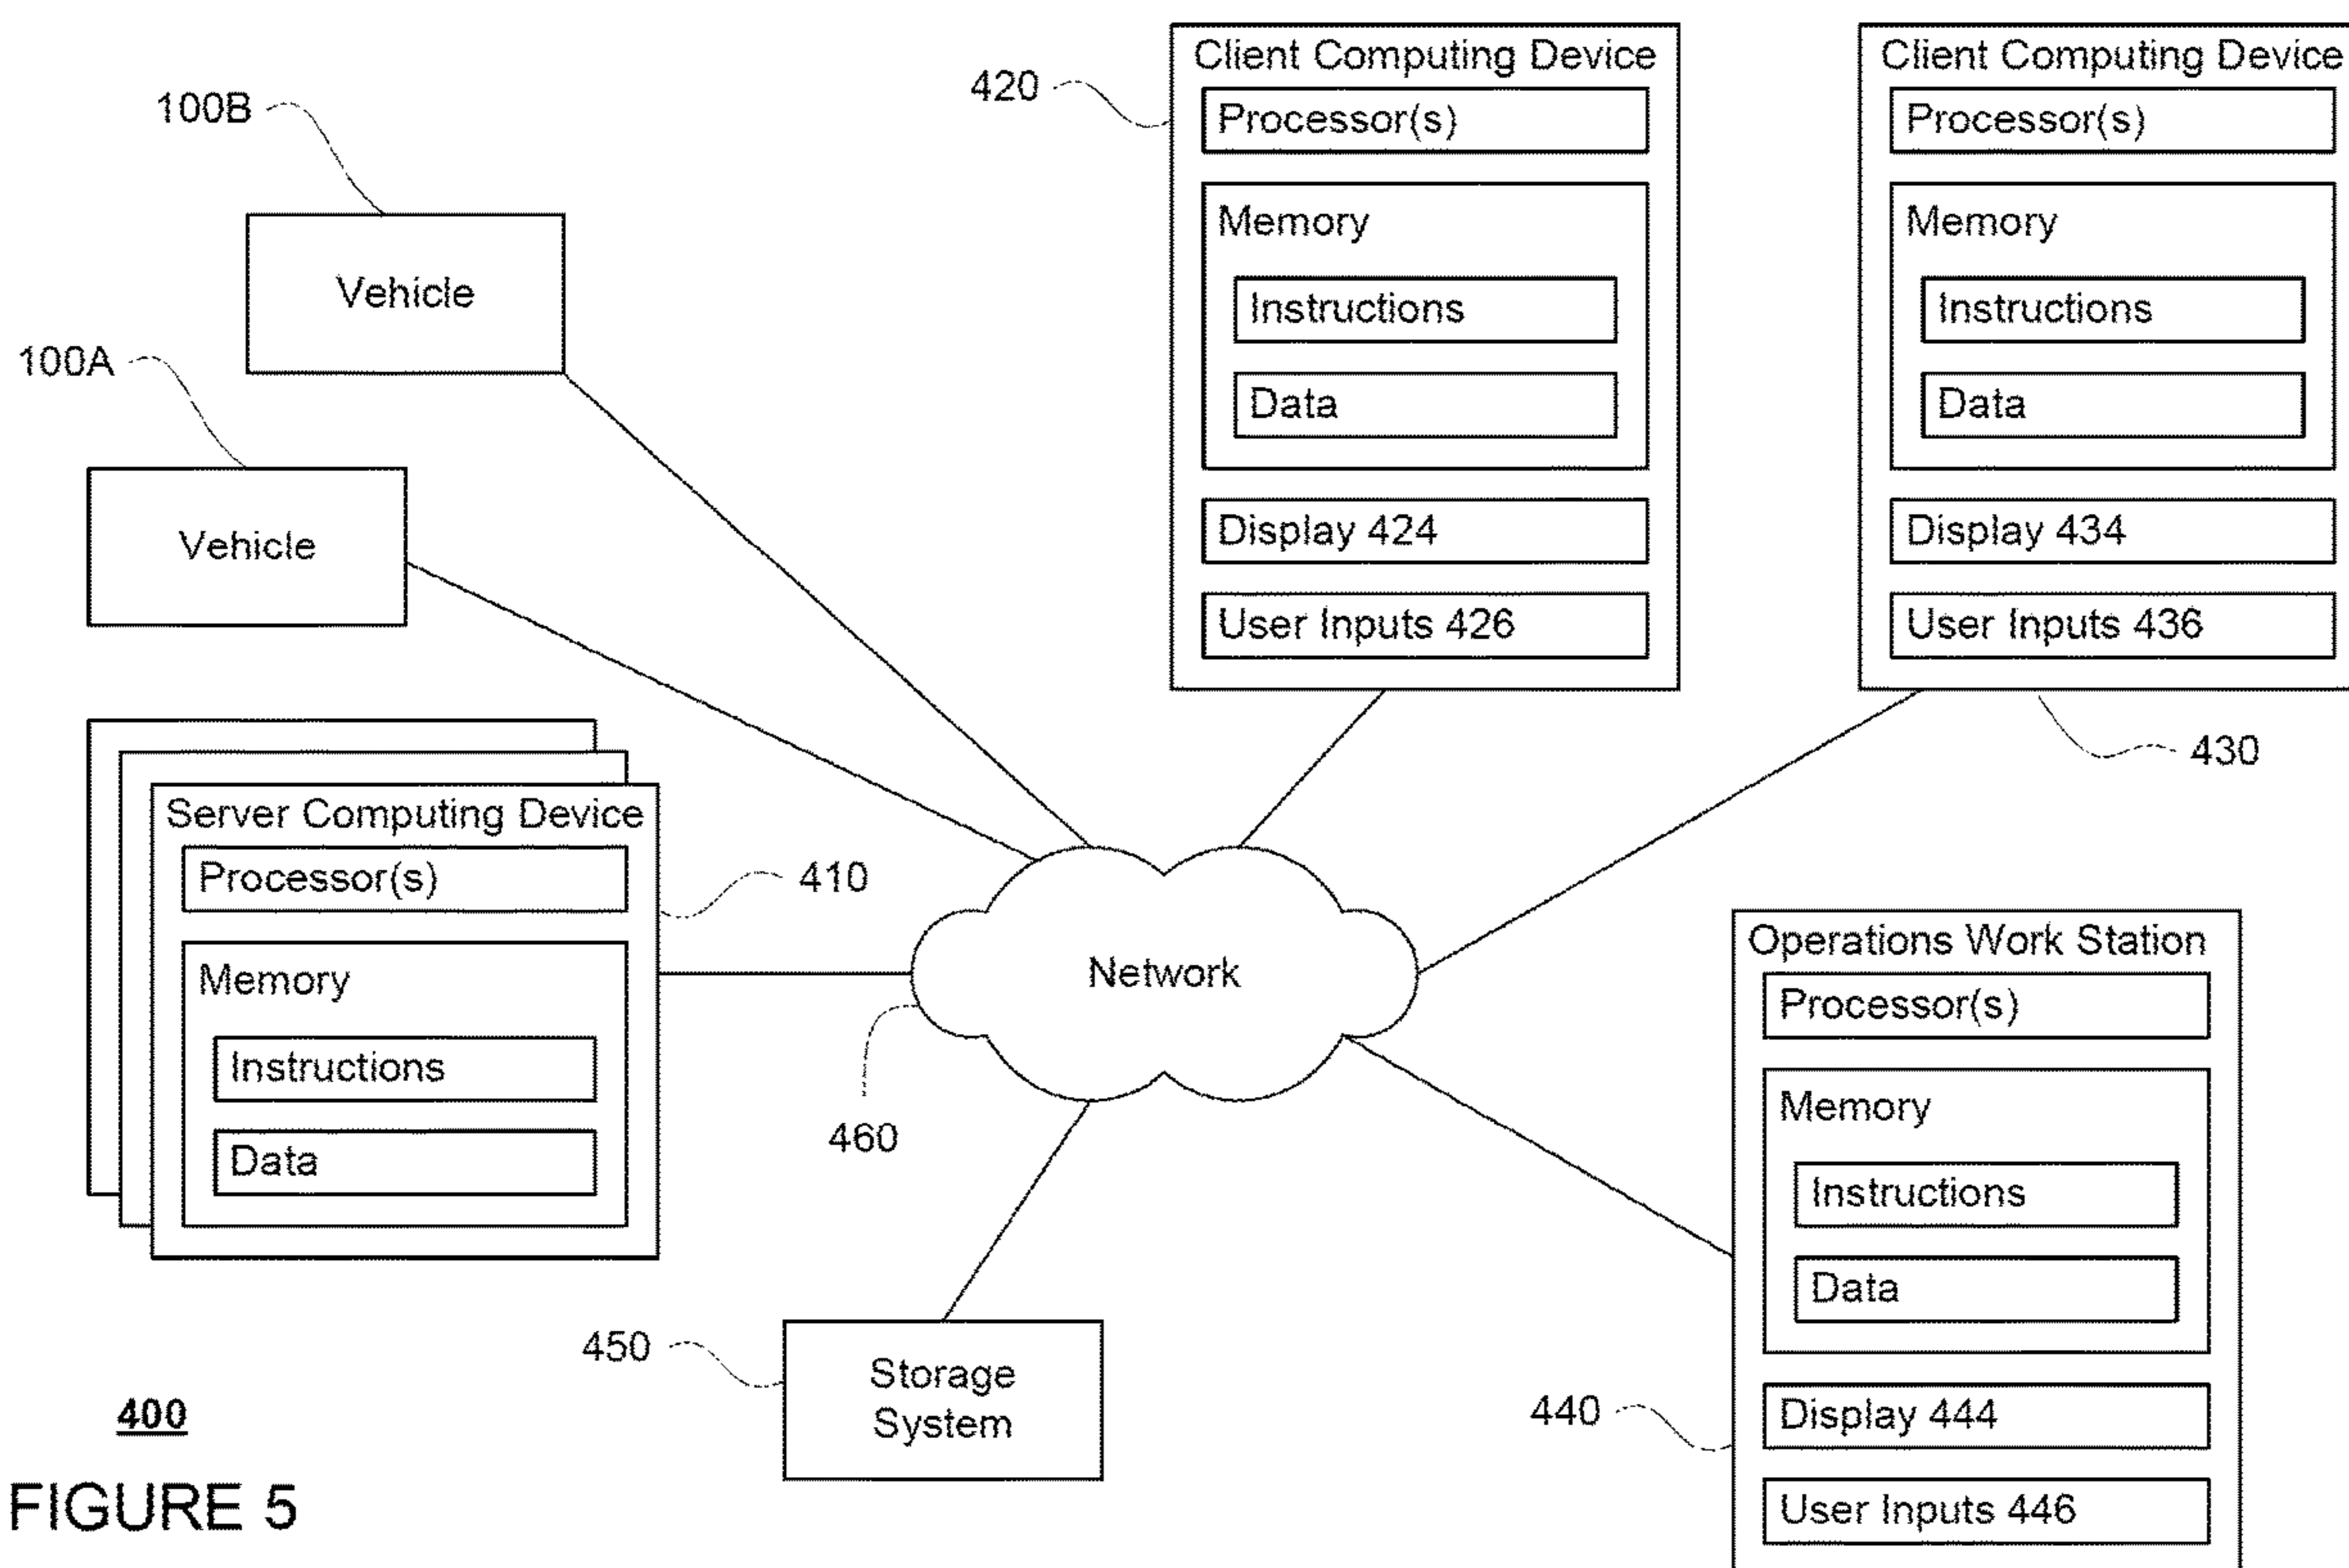 100B
Vehicle
100A
Vehicle
420
Client Computing Device
Processor(s)
Memory
Instructions
Data
Display 424
User Inputs 426
Client Computing Device
Processor(s)
Memory
Instructions
Data
Display 434
User Inputs 436
430
Server Computing Device
Processor(s)
Memory
Instructions
Data
410
Network
460
Operations Work Station
Processor(s)
Memory
Instructions
Data
Display 444
User Inputs 446
440
450
Storage
System
400
FIGURE 5